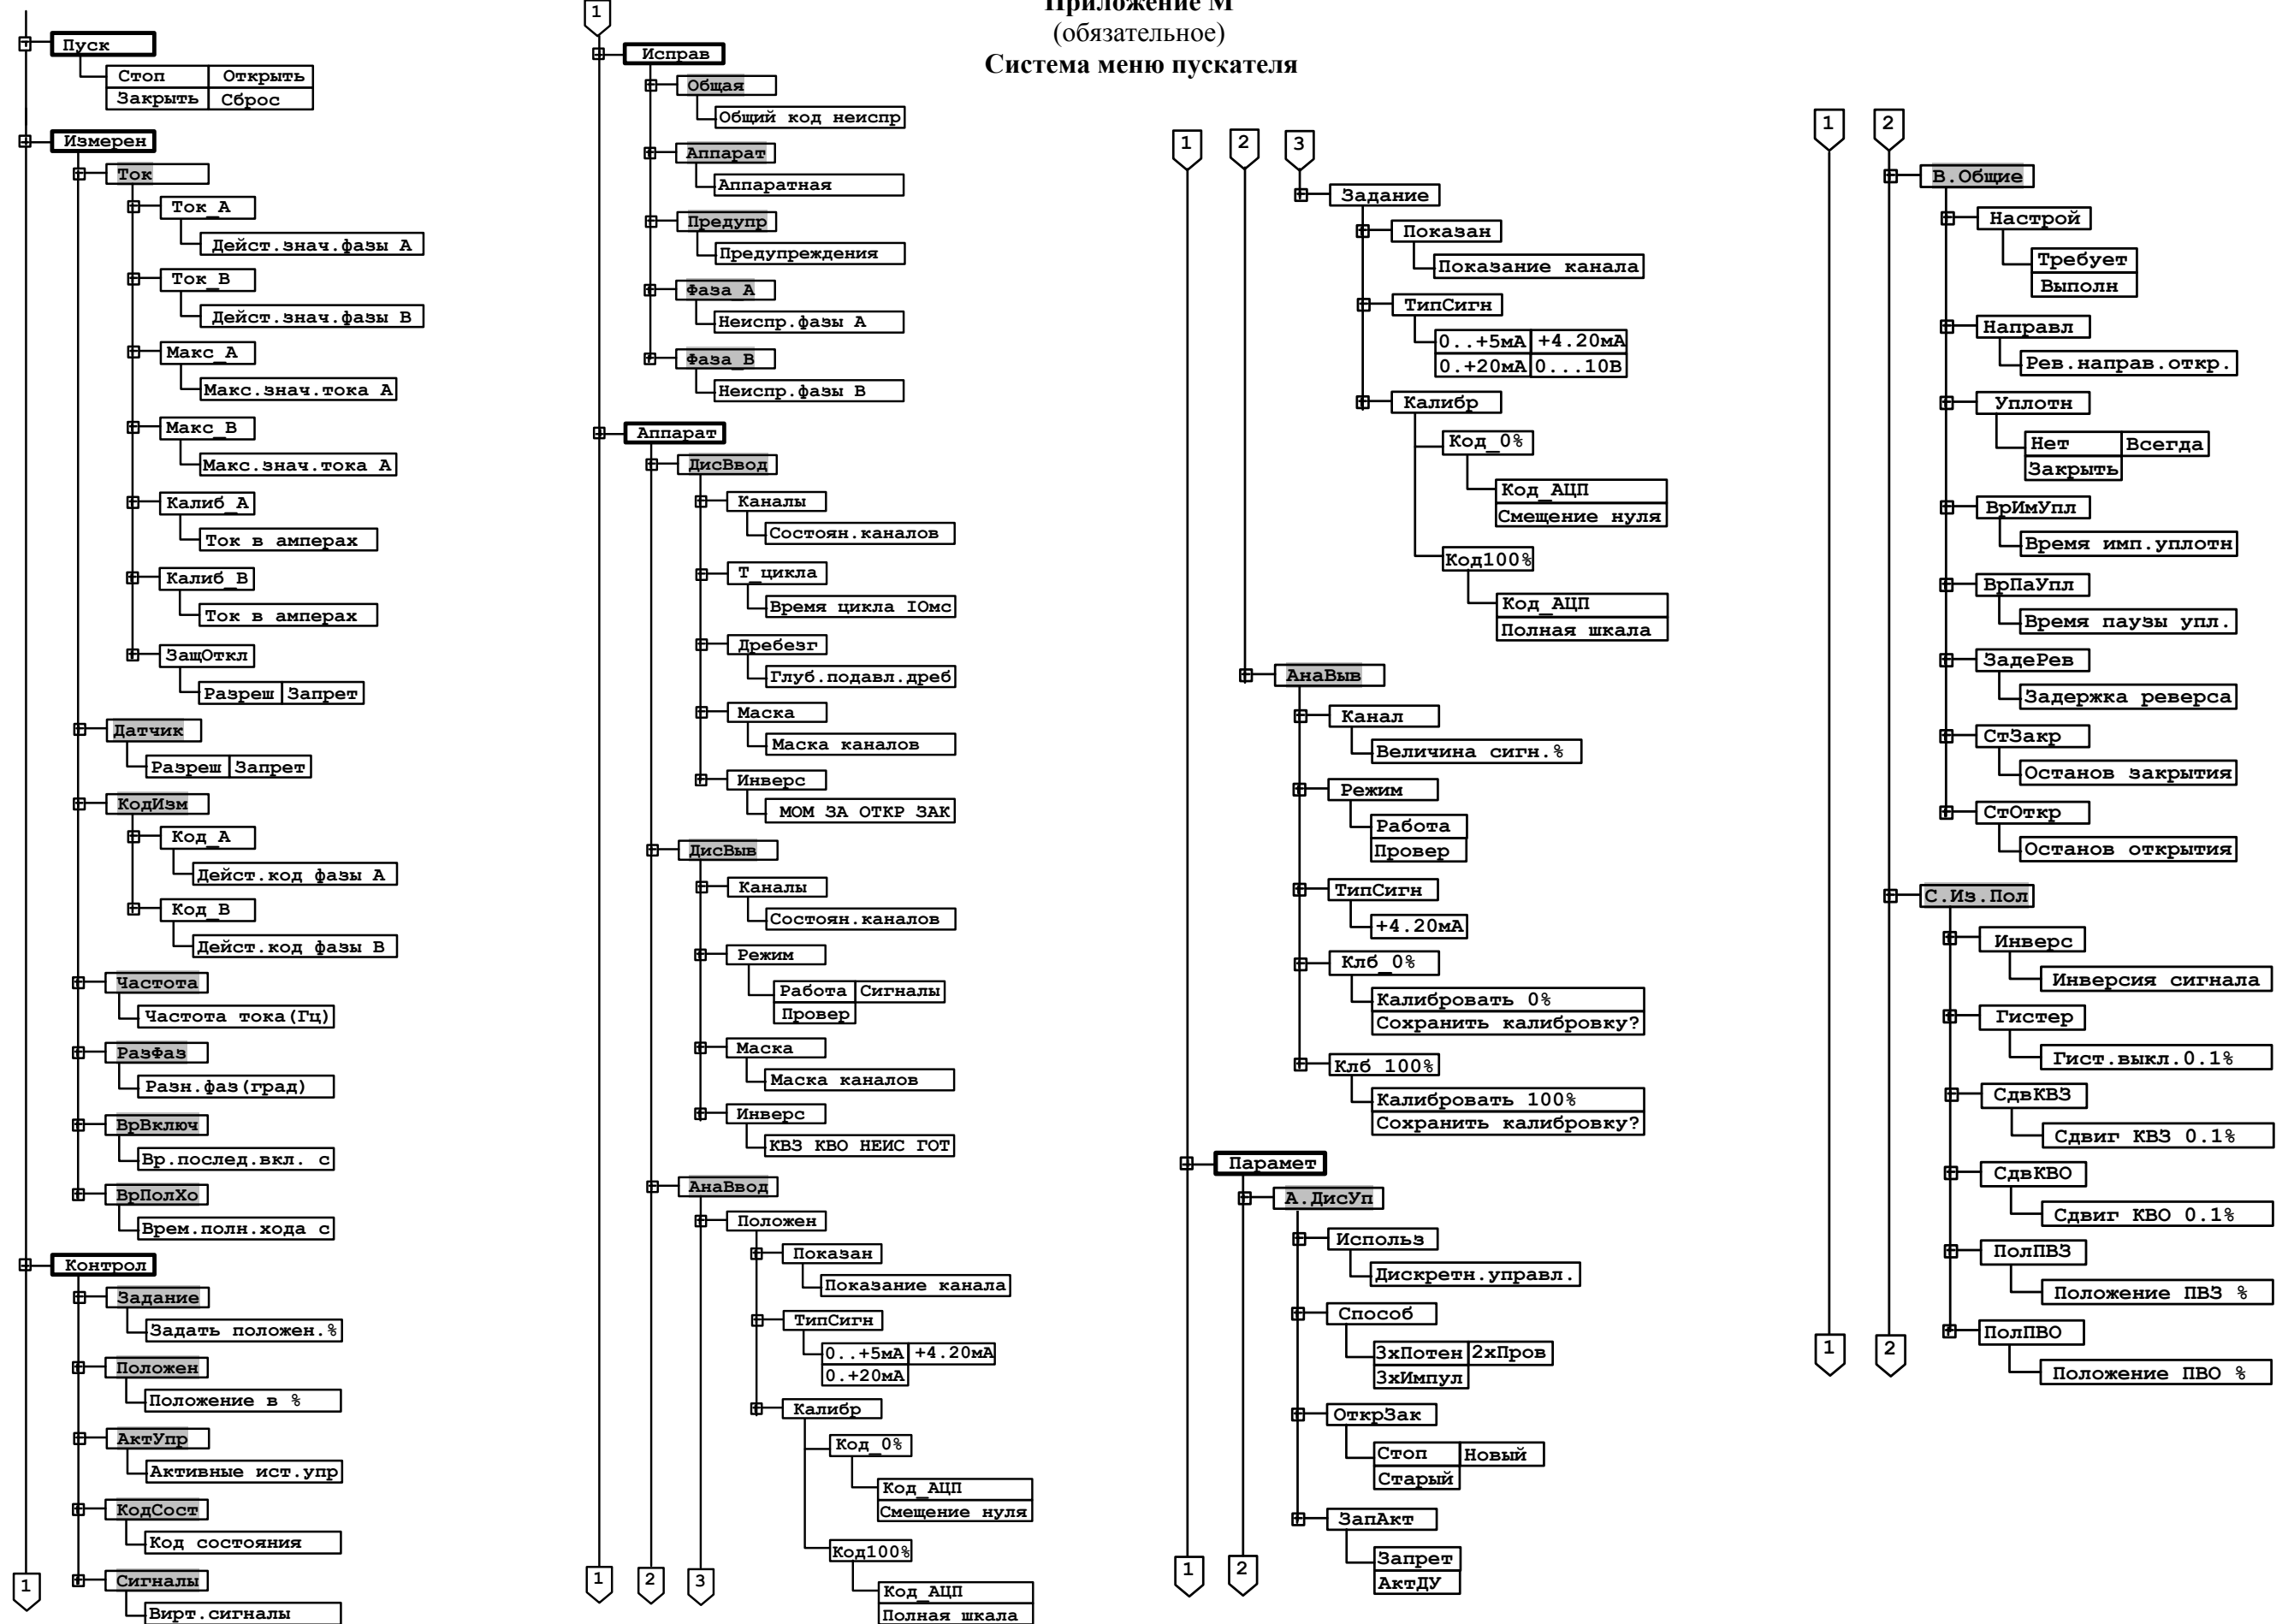 Приложение М
(обязательное)
Система меню пускателя
Пуск
Стоп Открыть
Закрыть Сброс
Измерен
Ток
Ток_А
Дейст.знач.фазы А
Ток_В
Дейст.знач.фазы В
Макс_А
Макс.знач.тока А
Макс_В
Макс.знач.тока А
Калиб_А
Ток в амперах
Калиб_В
Ток в амперах
ЗащОткл
Разреш Запрет
Датчик
Разреш Запрет
КодИзм
Код_А
Дейст.код фазы А
Код_В
Дейст.код фазы В
Частота
Частота тока(Гц)
РазФаз
Разн.фаз(град)
ВрВключ
Вр.послед.вкл. с
ВрПолХо
Врем.полн.хода с
Контрол
Задание
Задать положен.%
Положен
Положение в %
АктУпр
Активные ист.упр
КодСост
Код состояния
Сигналы
Вирт.сигналы
1
1
Исправ
Общая
Общий код неиспр
Аппарат
Аппаратная
Предупр
Предупреждения
Фаза_А
Неиспр.фазы А
Фаза_В
Неиспр.фазы В
Аппарат
ДисВвод
Каналы
Состоян.каналов
Т_цикла
Время цикла IОмс
Дребезг
Глуб.подавл.дреб
Маска
Маска каналов
Инверс
МОМ ЗА ОТКР ЗАК
ДисВыв
Каналы
Состоян.каналов
Режим
Работа Сигналы
Провер
Маска
Маска каналов
Инверс
КВЗ КВО НЕИС ГОТ
АнаВвод
Положен
Показан
Показание канала
ТипСигн
0..+5мА +4.20мА
0.+20мА
Калибр
Код_0%
Код_АЦП
Смещение нуля
Код100%
Код_АЦП
Полная шкала
1 2 3
1 2 3
Задание
Показан
Показание канала
ТипСигн
0..+5мА +4.20мА
0.+20мА 0...10В
Калибр
Код_0%
Код_АЦП
Смещение нуля
Код100%
Код_АЦП
Полная шкала
АнаВыв
Канал
Величина сигн.%
Режим
Работа
Провер
ТипСигн
+4.20мА
Клб_0%
Калибровать 0%
Сохранить калибровку?
Клб 100%
Калибровать 100%
Сохранить калибровку?
Парамет
А.ДисУп
Использ
Дискретн.управл.
Способ
3хПотен 2хПров
3хИмпул
ОткрЗак
Стоп Новый
Старый
ЗапАкт
Запрет
АктДУ
1 2
1 2
В.Общие
Настрой
Требует
Выполн
Направл
Рев.направ.откр.
Уплотн
Нет Всегда
Закрыть
ВрИмУпл
Время имп.уплотн
ВрПаУпл
Время паузы упл.
ЗадеРев
Задержка реверса
СтЗакр
Останов закрытия
СтОткр
Останов открытия
С.Из.Пол
Инверс
Инверсия сигнала
Гистер
Гист.выкл.0.1%
СдвКВЗ
Сдвиг КВЗ 0.1%
СдвКВО
Сдвиг КВО 0.1%
ПолПВЗ
Положение ПВЗ %
ПолПВО
Положение ПВО %
1 2